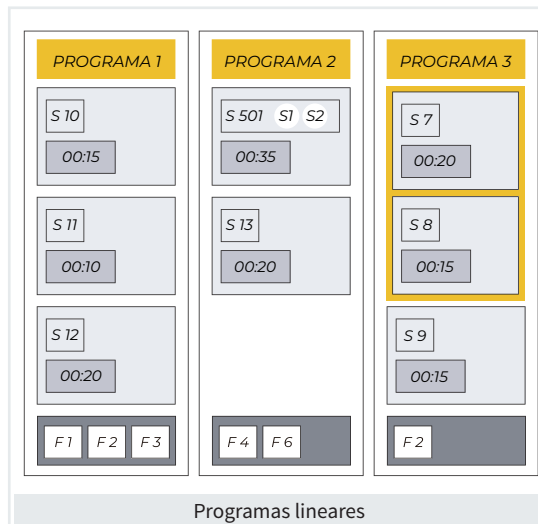 PROGRAMA 1
S 10
00:15
S 11
00:10
S 12
00:20
F 1 F 2 F 3
PROGRAMA 2
S 501 S1 S2
00:35
S 13
00:20
F 4 F 6
PROGRAMA 3
S 7
00:20
S 8
00:15
S 9
00:15
F 2
Programas lineares